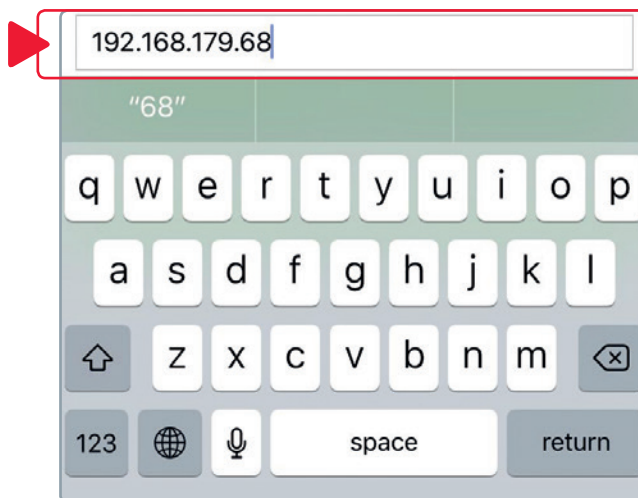 192.168.179.68
“68”
q w e r t y u i o p
a s d f g h j k l
z x c v b n m
123 space return